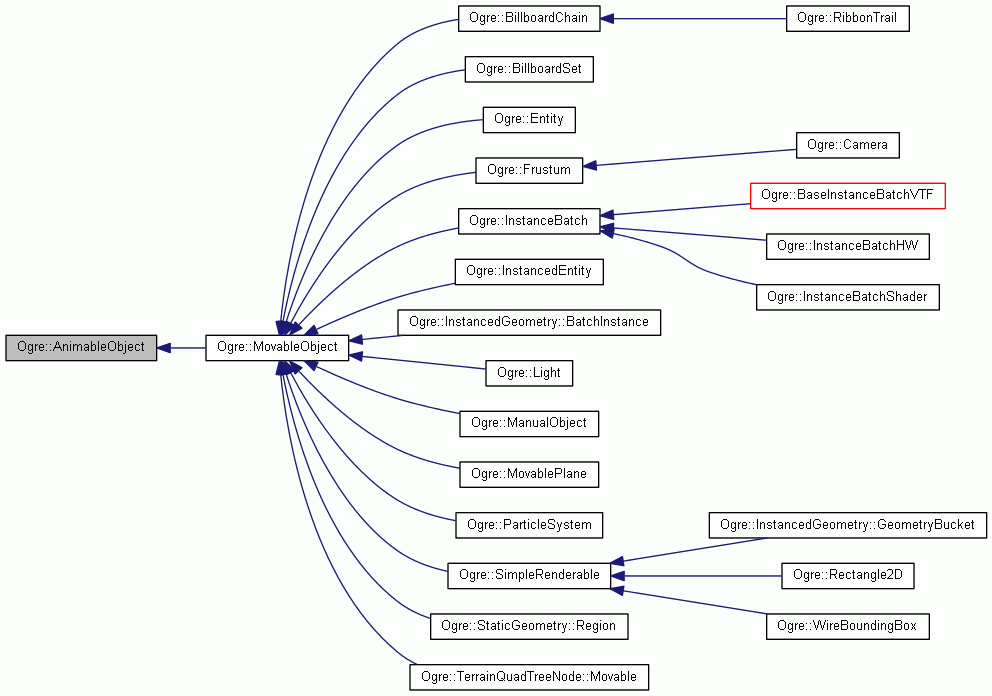 Ogre::BillboardChain
Ogre::RibbonTrail
Ogre::BillboardSet
Ogre::Entity
Ogre::Camera
Ogre::Frustum
Ogre::BaseInstanceBatchVTF
Ogre::InstanceBatch
Ogre::InstanceBatchHW
Ogre::InstancedEntity
Ogre::InstanceBatchShader
Ogre::InstancedGeometry::BatchInstance
Ogre::AnimableObject
Ogre::MovableObject
Ogre::Light
Ogre::ManualObject
Ogre::MovablePlane
Ogre::ParticleSystem
Ogre::InstancedGeometry::GeometryBucket
Ogre::SimpleRenderable
Ogre::Rectangle2D
Ogre::StaticGeometry::Region
Ogre::WireBoundingBox
Ogre::TerrainQuadTreeNode::Movable